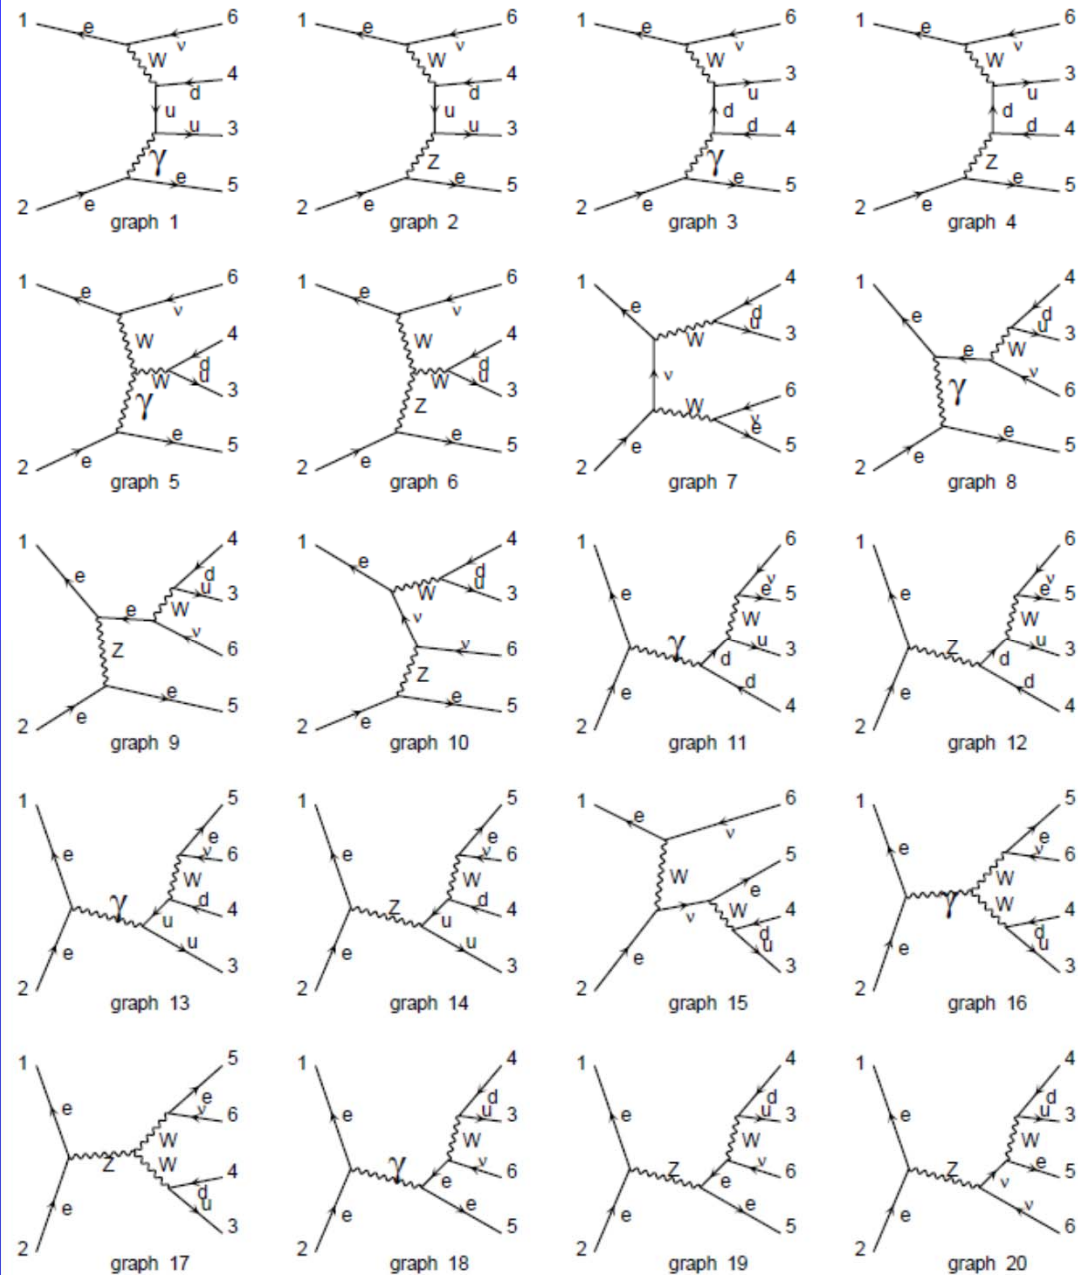 1 e 6
ν
W
4
d
u
u 3
γ
e 5
2 e
graph 1
1 e 6
ν
W
4
d
u
u 3
Z
e 5
2 e
graph 2
1 e 6
ν
W
3
u
d
d 4
γ
e 5
2 e
graph 3
1 e 6
ν
W
3
u
d
d 4
Z
e 5
2 e
graph 4
1 e 6
ν
W 4
d
W u 3
γ
e 5
2 e
graph 5
1 e 6
ν
W 4
d
W u 3
Z
e 5
2 e
graph 6
1 4
e d
u
W 3
ν
W 6
ν
e
e 5
2
graph 7
1 4
e d
u 3
e W
ν 6
γ
e 5
2 e
graph 8
1 4
e d
u 3
e W
ν 6
Z
e 5
2 e
graph 9
1 e 4
d
W u 3
ν
ν 6
Z
e 5
2 e
graph 10
1 6
ν
e e 5
W
γ u 3
d
e d 4
2
graph 11
1 6
ν
e e 5
W
Z u 3
d
e d 4
2
graph 12
1 5
e
e ν 6
W
γ d 4
u
e u 3
2
graph 13
1 5
e
e ν 6
W
Z d 4
u
e u 3
2
graph 14
1 e 6
ν
W 5
e
ν W 4
d
e u 3
2
graph 15
1 5
e
e ν 6
W
γ W 4
d
e u 3
2
graph 16
1 5
e
e ν 6
W
Z W 4
d
e u 3
2
graph 17
1 4
d
e u 3
W
γ ν 6
e
e e 5
2
graph 18
1 4
d
e u 3
W
Z ν 6
e
e e 5
2
graph 19
1 4
d
e u 3
W
Z e 5
ν
e ν 6
2
graph 20